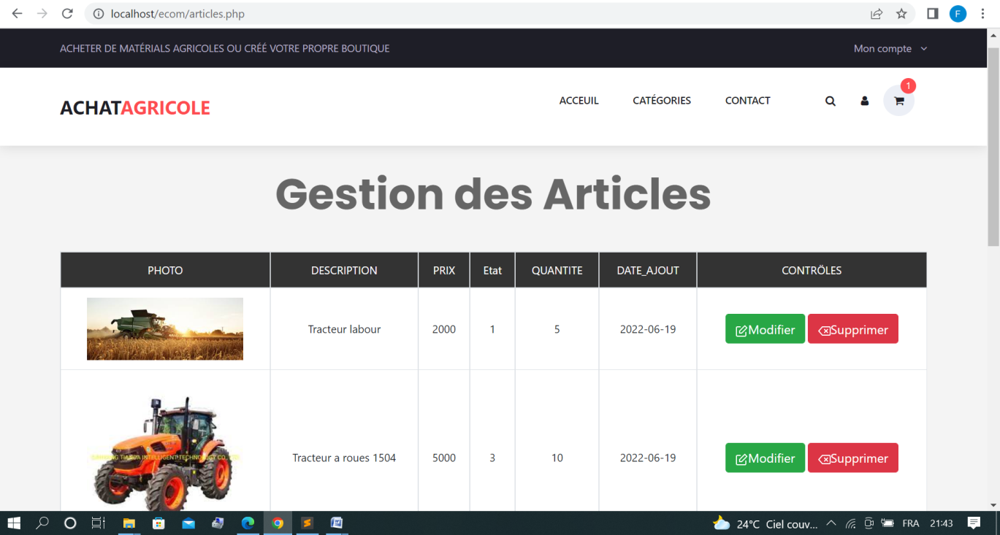 localhost/ecom/articles.php
F
ACHETER DE MATÉRIALS AGRICOLES OU CRÉÉ VOTRE PROPRE BOUTIQUE
Mon compte
ACHATAGRICOLE
ACCEUIL
CATÉGORIES
CONTACT
1
Gestion des Articles
PHOTO DESCRIPTION PRIX Etat QUANTITE DATE_AJOUT CONTRÖLES
Tracteur labour 2000 1 5 2022-06-19 Modifier Supprimer
Tracteur a roues 1504 5000 3 10 2022-06-19 Modifier Supprimer
24°C Ciel couv... FRA 21:43